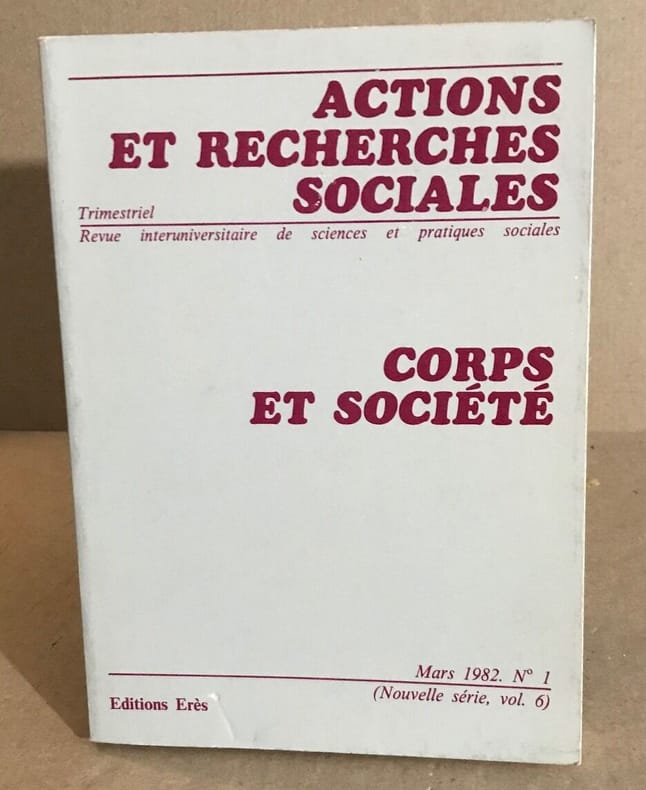 ACTIONS
ET RECHERCHES
SOCIALES
Trimestriel
Revue interuniversitaire de sciences et pratiques sociales
CORPS
ET SOCIÉTÉ
Mars 1982. N° 1
(Nouvelle série, vol. 6)
Editions Erès